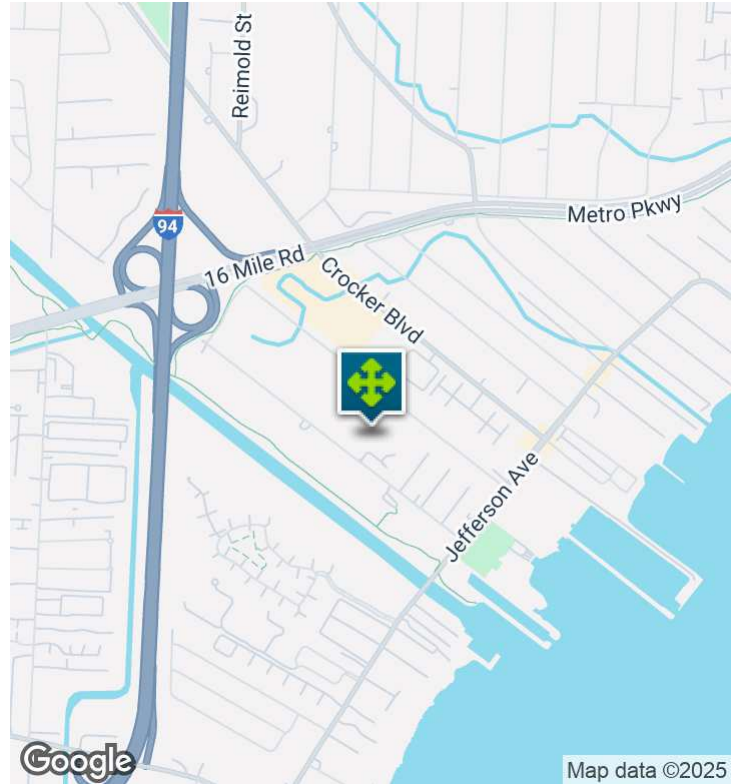 Reimold St
Metro Pkwy
94
16 Mile Rd
Crocker Blvd
Jefferson Ave
Google
Map data ©2025